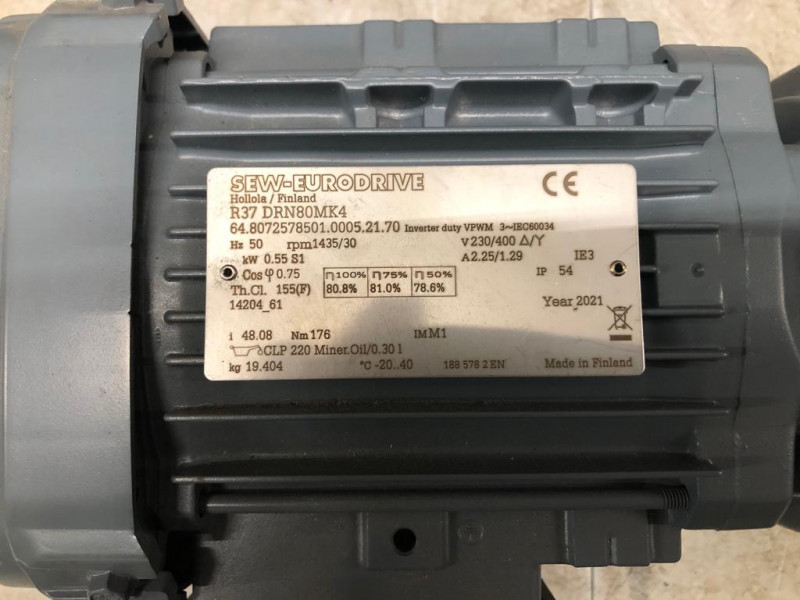 SEW-EURODRIVE CE
Hollola / Finland
R37 DRN80MK4
64.8072578501.0005.21.70 Inverter duty VPWM 3~IEC60034
Hz 50 rpm 1435/30 V 230/400 Δ/Y
kW 0.55 S1 A 2.25/1.29 IE3
Cos φ 0.75 η100% η75% η50% IP 54
Th.Cl. 155(F) 80.8% 81.0% 78.6%
14204_61 Year 2021
i 48.08 Nm 176 IM M1
CLP 220 Miner.Oil/0.30 l
kg 19.404 °C -20..40 188 578 2 EN Made in Finland